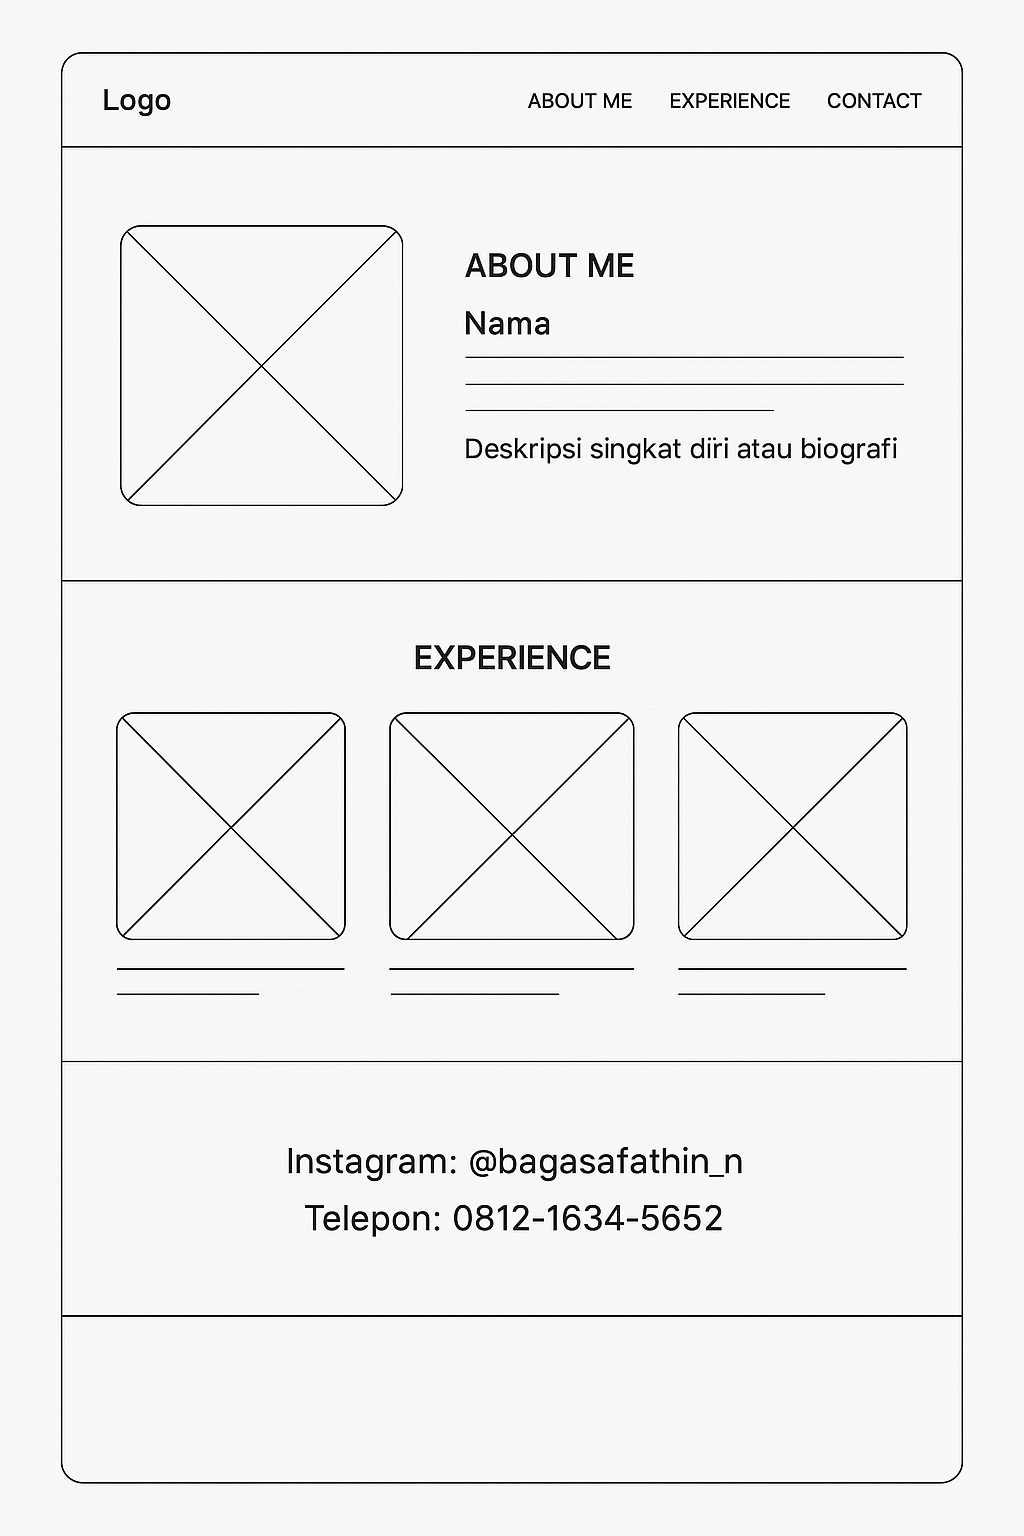 Logo
ABOUT ME
EXPERIENCE
CONTACT
ABOUT ME
Nama
Deskripsi singkat diri atau biografi
EXPERIENCE
Instagram: @bagasafathin_n
Telepon: 0812-1634-5652